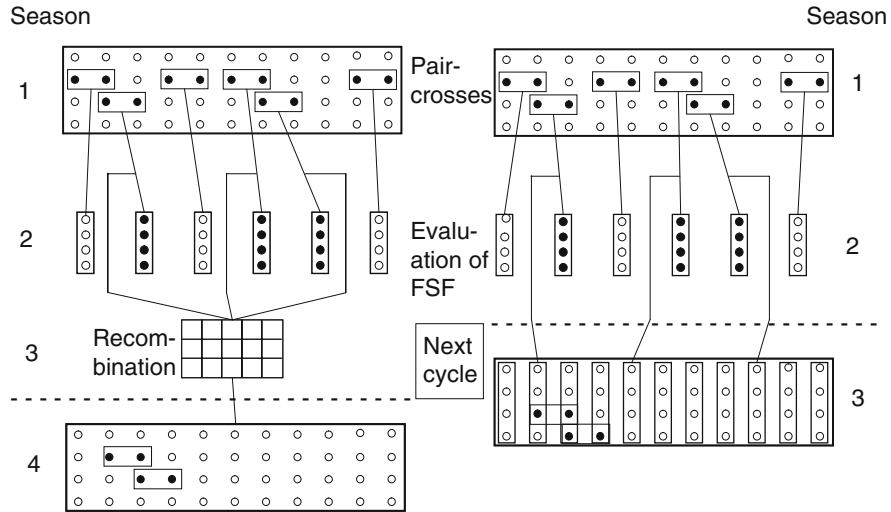 Season
Season
1
Pair-
crosses
1
2
Evalu-
ation of
FSF
2
3
Recom-
bination
Next
cycle
3
4